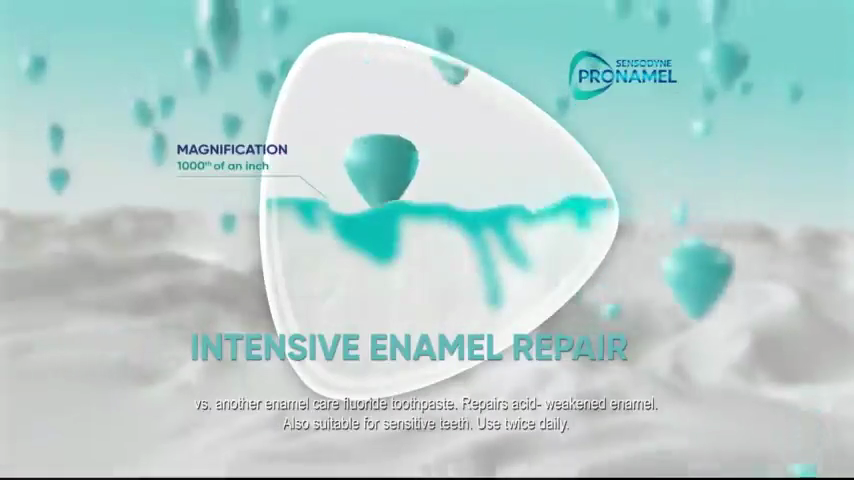 SENSODYNE
PRONAMEL
MAGNIFICATION
1000th of an inch
INTENSIVE ENAMEL REPAIR
vs. another enamel care fluoride toothpaste. Repairs acid- weakened enamel.
Also suitable for sensitive teeth. Use twice daily.